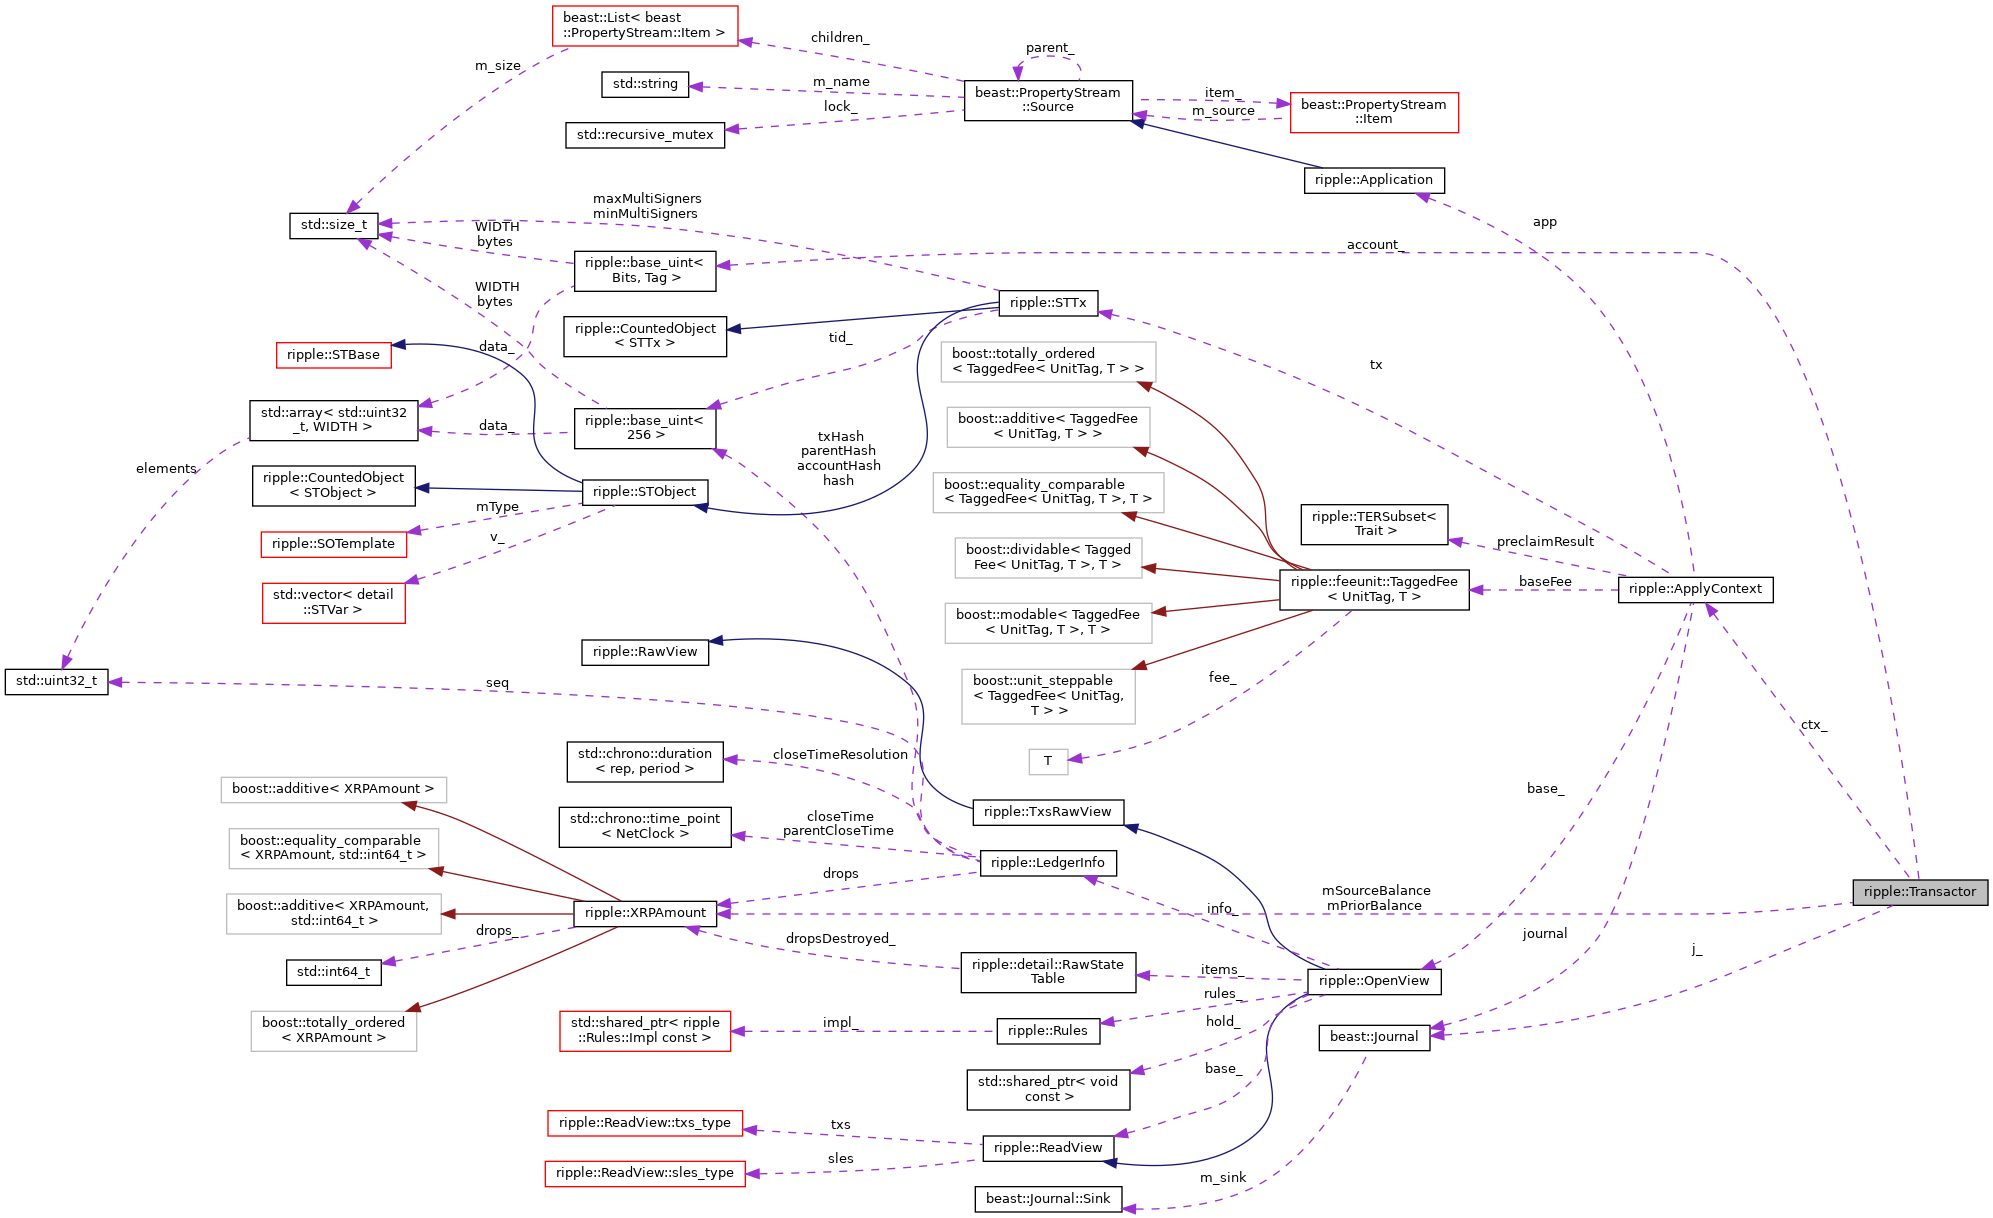 beast::List< beast
::PropertyStream::Item >
children_
parent_
m_size
std::string
m_name
beast::PropertyStream
::Source
item_
m_source
beast::PropertyStream
::Item
lock_
std::recursive_mutex
ripple::Application
maxMultiSigners
minMultiSigners
std::size_t
WIDTH
bytes
app
account_
ripple::base_uint<
Bits, Tag >
WIDTH
bytes
ripple::STTx
ripple::CountedObject
< STTx >
tid_
data_
ripple::STBase
boost::totally_ordered
< TaggedFee< UnitTag, T > >
tx
std::array< std::uint32
_t, WIDTH >
data_
ripple::base_uint<
256 >
boost::additive< TaggedFee
< UnitTag, T > >
txHash
parentHash
accountHash
hash
elements
ripple::CountedObject
< STObject >
ripple::STObject
boost::equality_comparable
< TaggedFee< UnitTag, T >, T >
mType
ripple::SOTemplate
v_
ripple::TERSubset<
Trait >
preclaimResult
boost::dividable< Tagged
Fee< UnitTag, T >, T >
std::vector< detail
::STVar >
ripple::feeunit::TaggedFee
< UnitTag, T >
baseFee
ripple::ApplyContext
boost::modable< TaggedFee
< UnitTag, T >, T >
ripple::RawView
std::uint32_t
seq
boost::unit_steppable
< TaggedFee< UnitTag,
T > >
fee_
ctx_
std::chrono::duration
< rep, period >
closeTimeResolution
T
boost::additive< XRPAmount >
base_
std::chrono::time_point
< NetClock >
closeTime
parentCloseTime
ripple::TxsRawView
boost::equality_comparable
< XRPAmount, std::int64_t >
ripple::LedgerInfo
drops
mSourceBalance
mPriorBalance
ripple::Transactor
boost::additive< XRPAmount,
std::int64_t >
ripple::XRPAmount
info_
drops_
dropsDestroyed_
journal
j_
std::int64_t
ripple::detail::RawState
Table
items_
ripple::OpenView
rules_
boost::totally_ordered
< XRPAmount >
std::shared_ptr< ripple
::Rules::Impl const >
impl_
ripple::Rules
hold_
beast::Journal
std::shared_ptr< void
const >
base_
ripple::ReadView::txs_type
txs
ripple::ReadView
sles
ripple::ReadView::sles_type
m_sink
beast::Journal::Sink